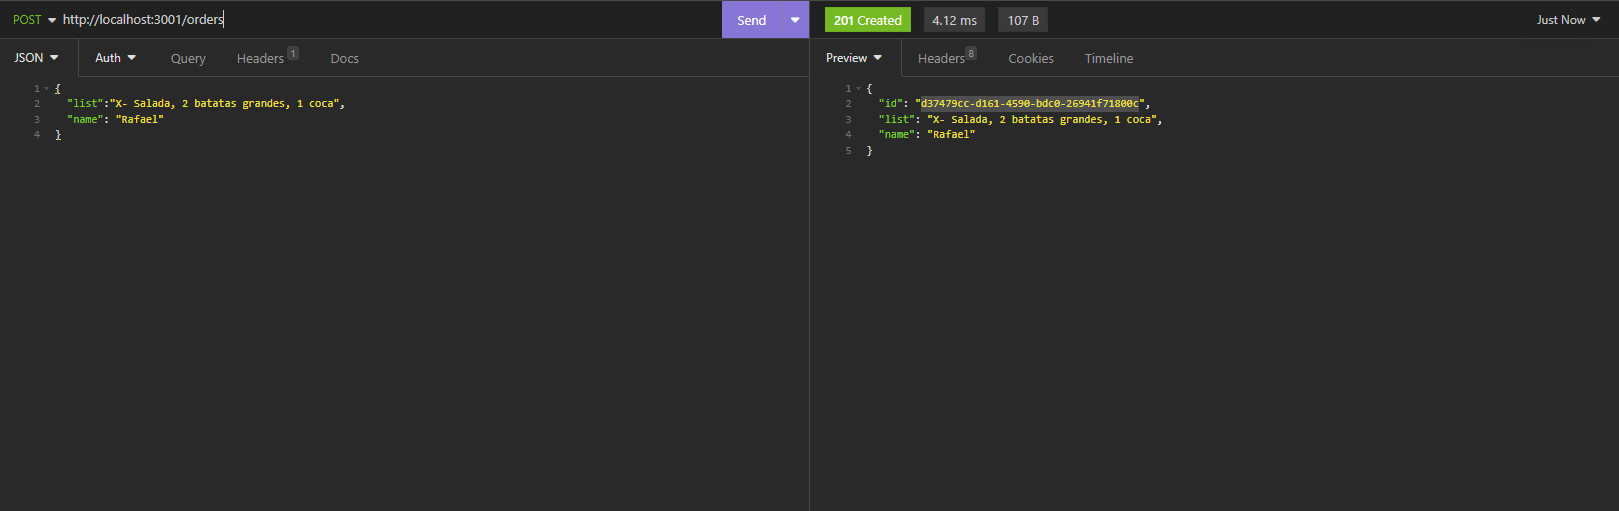 POST http://localhost:3001/orders Send 201 Created 4.12 ms 107 B Just Now
JSON Auth Query Headers 1 Docs Preview Headers 8 Cookies Timeline
1 {
2 "list":"X- Salada, 2 batatas grandes, 1 coca",
3 "name": "Rafael"
4 }
1 {
2 "id": "d37479cc-d161-4590-bdc0-26941f71800c",
3 "list": "X- Salada, 2 batatas grandes, 1 coca",
4 "name": "Rafael"
5 }